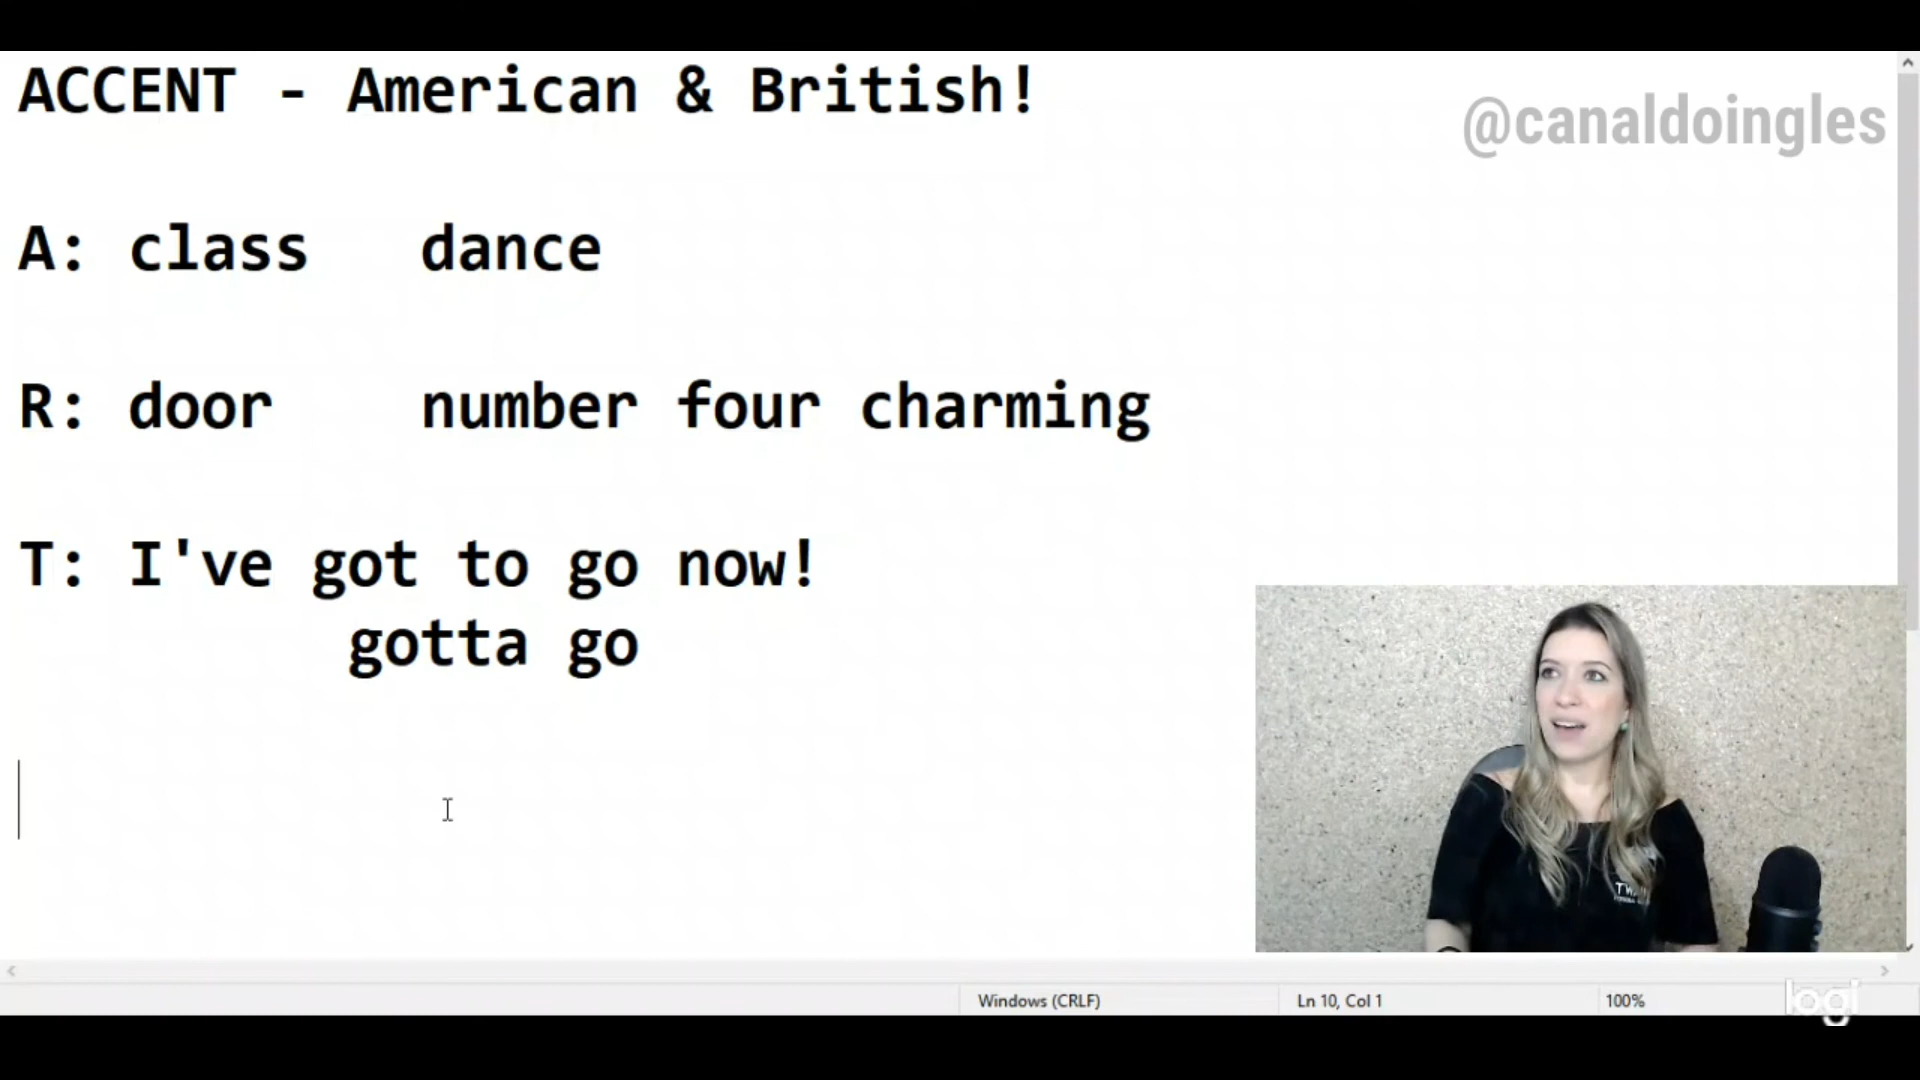 ACCENT - American & British!
@canaldoingles
A: class   dance
R: door    number four charming
T: I've got to go now!
gotta go
Windows (CRLF)
Ln 10, Col 1
100%
logi